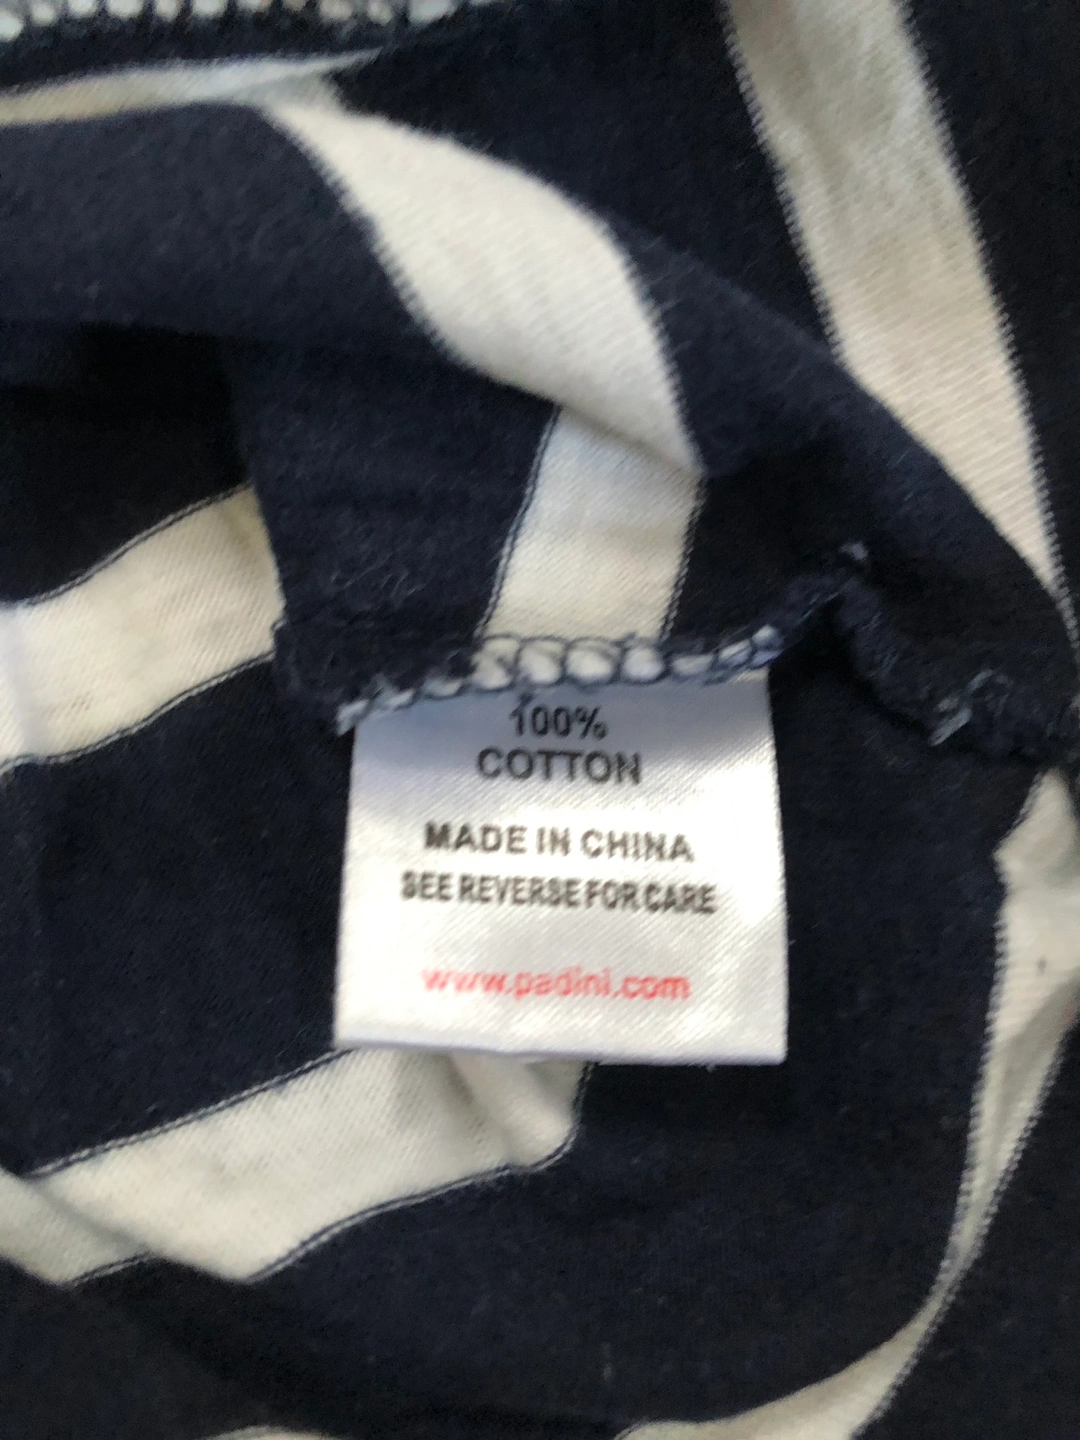 100%
COTTON
MADE IN CHINA
SEE REVERSE FOR CARE
www.padini.com